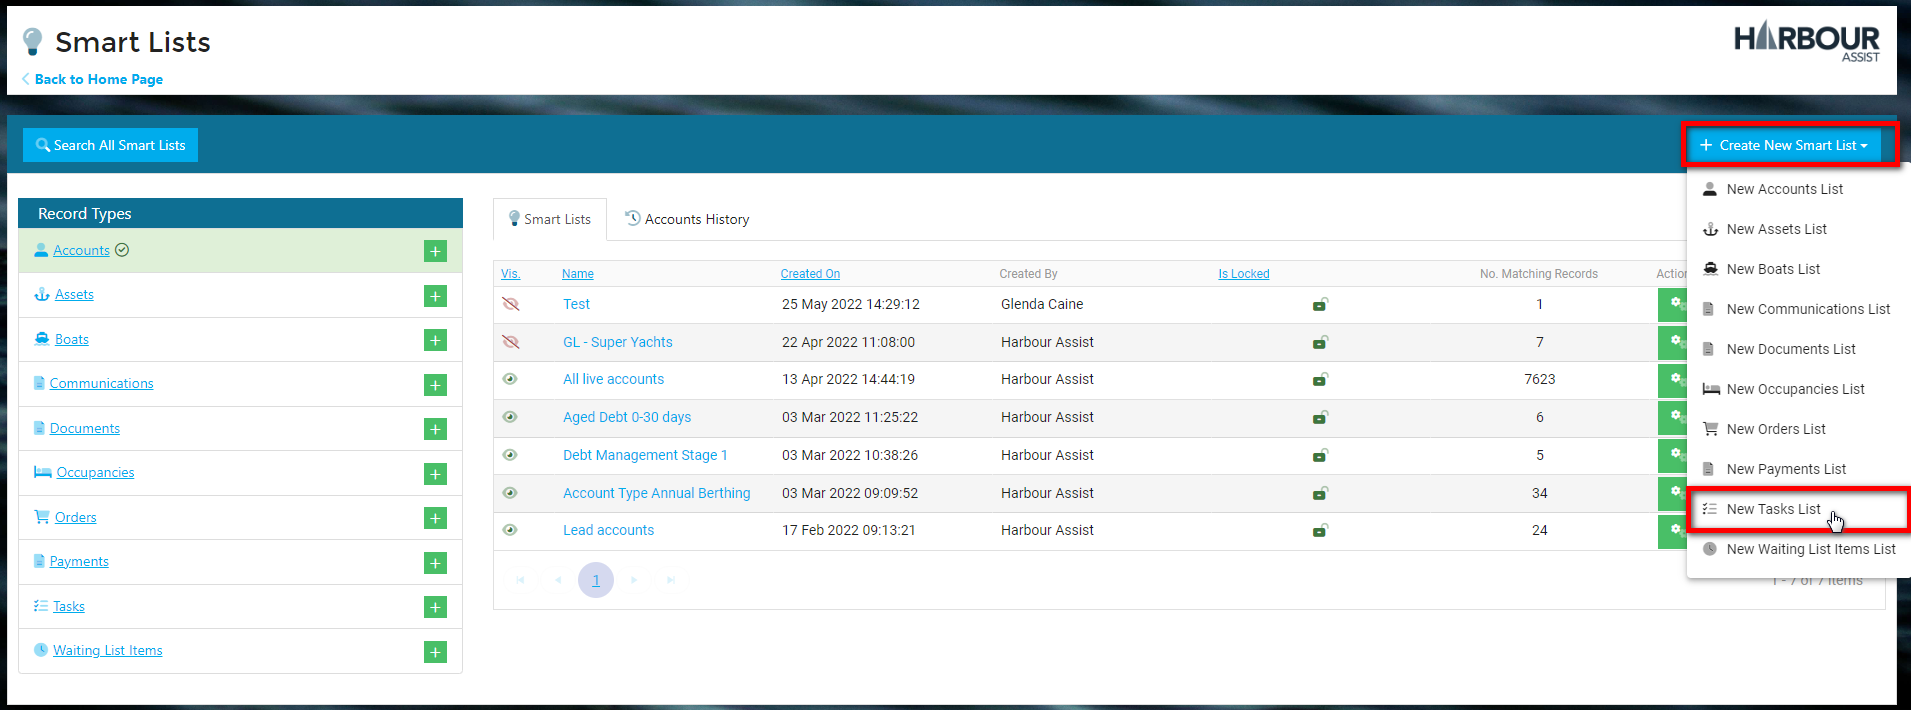 Smart Lists
HARBOUR
ASSIST
Back to Home Page
Search All Smart Lists
+ Create New Smart List
New Accounts List
New Assets List
New Boats List
New Communications List
New Documents List
New Occupancies List
New Orders List
New Payments List
New Tasks List
New Waiting List Items List
Record Types
Accounts
Assets
Boats
Communications
Documents
Occupancies
Orders
Payments
Tasks
Waiting List Items
Smart Lists Accounts History
Vis. Name Created On Created By Is Locked No. Matching Records Action
Test 25 May 2022 14:29:12 Glenda Caine 1
GL - Super Yachts 22 Apr 2022 11:08:00 Harbour Assist 7
All live accounts 13 Apr 2022 14:44:19 Harbour Assist 7623
Aged Debt 0-30 days 03 Mar 2022 11:25:22 Harbour Assist 6
Debt Management Stage 1 03 Mar 2022 10:38:26 Harbour Assist 5
Account Type Annual Berthing 03 Mar 2022 09:09:52 Harbour Assist 34
Lead accounts 17 Feb 2022 09:13:21 Harbour Assist 24
1
1 - 7 of 7 items